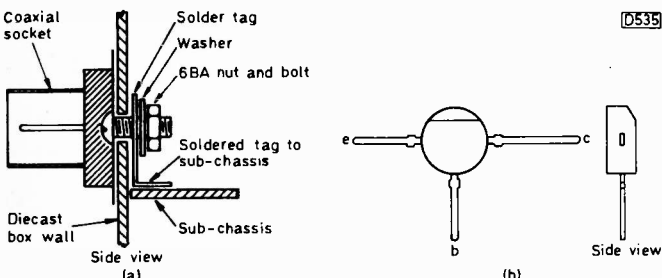 Coaxial
socket
Solder tag
Washer
6BA nut and bolt
Soldered tag to
sub-chassis
Sub-chassis
Diecast
box wall
Side view
(a)
D535
e
c
b
Side view
(b)